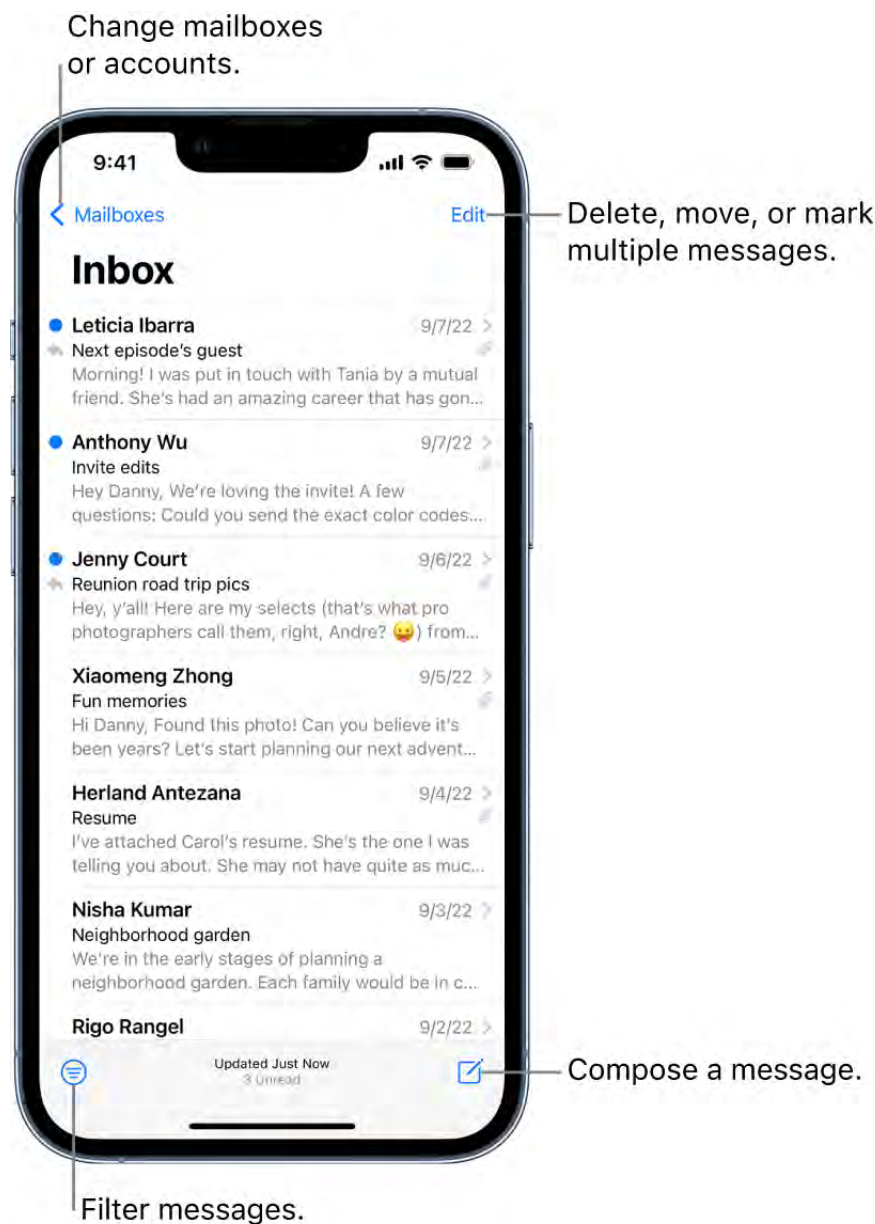 Change mailboxes
or accounts.
9:41
Mailboxes
Edit
Delete, move, or mark
multiple messages.
Inbox
Leticia Ibarra
9/7/22
Next episode's guest
Morning! I was put in touch with Tania by a mutual
friend. She's had an amazing career that has gon...
Anthony Wu
9/7/22
Invite edits
Hey Danny, We're loving the invite! A few
questions: Could you send the exact color codes...
Jenny Court
9/6/22
Reunion road trip pics
Hey, y'all! Here are my selects (that's what pro
photographers call them, right, Andre? 😛) from...
Xiaomeng Zhong
9/5/22
Fun memories
Hi Danny, Found this photo! Can you believe it's
been years? Let's start planning our next advent...
Herland Antezana
9/4/22
Resume
I've attached Carol's resume. She's the one I was
telling you about. She may not have quite as muc...
Nisha Kumar
9/3/22
Neighborhood garden
We're in the early stages of planning a
neighborhood garden. Each family would be in c...
Rigo Rangel
9/2/22
Updated Just Now
3 Unread
Compose a message.
Filter messages.